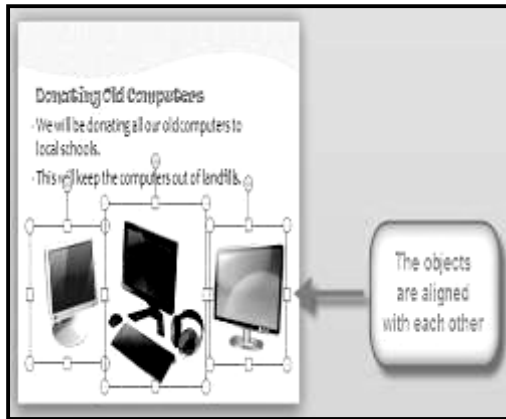 Donating Old Computers
- We will be donating all our old computers to
local schools.
- This will keep the computers out of landfills.
The objects
are aligned
with each other